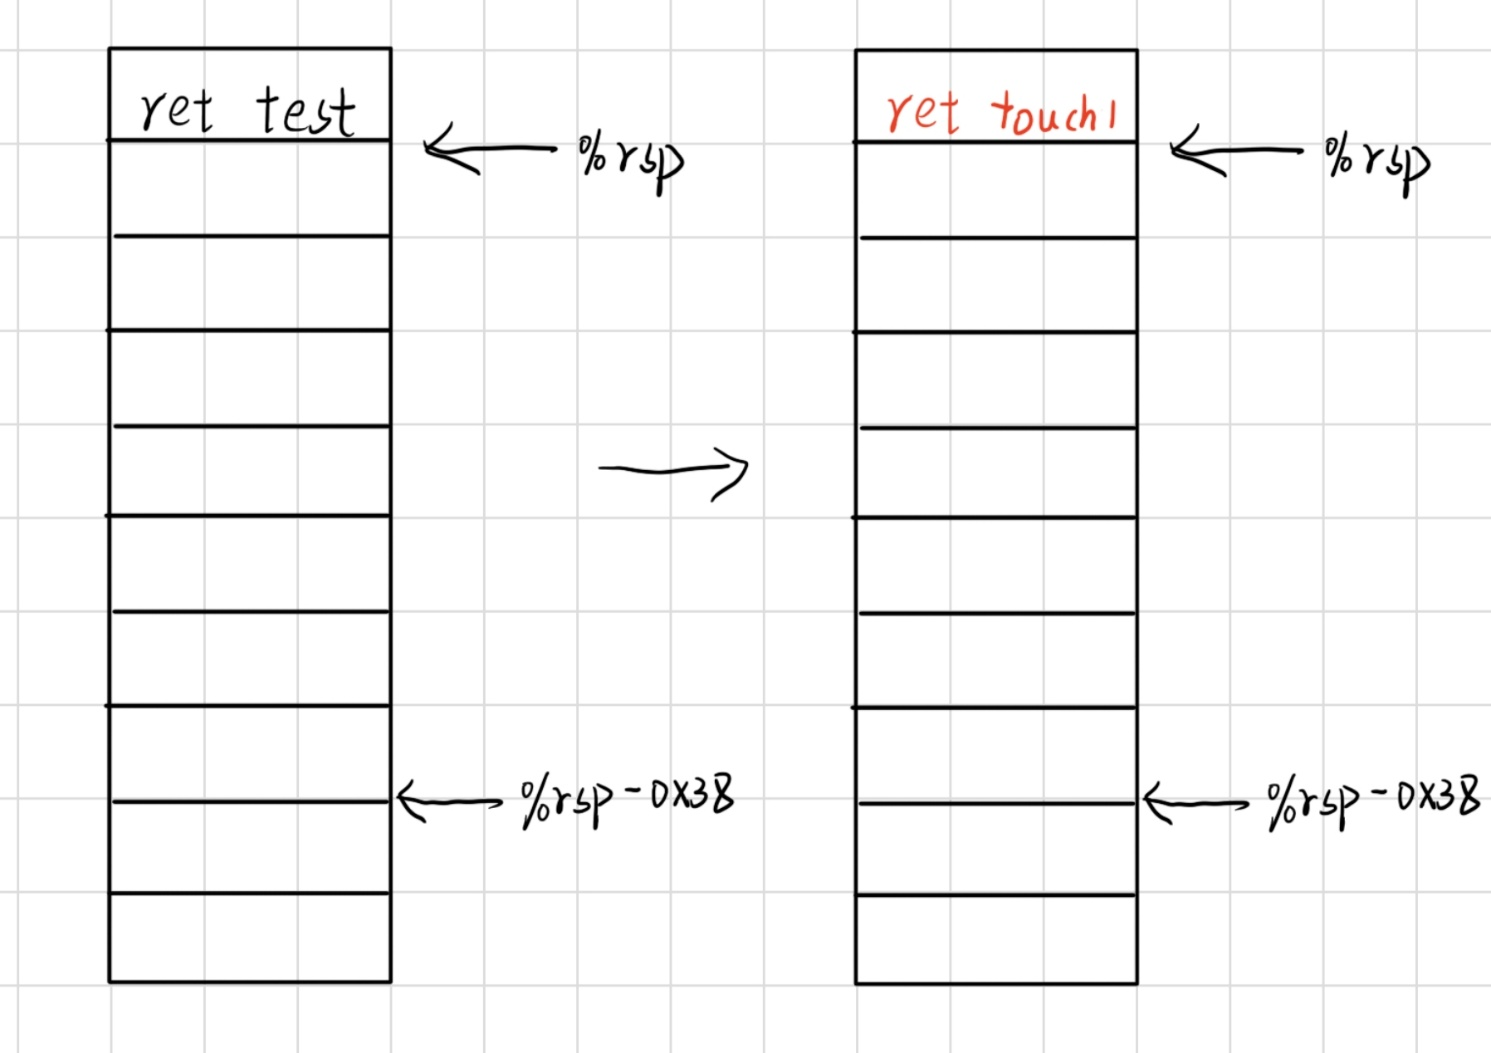 ret test
%rsp
%rsp-0x38
ret touch1
%rsp
%rsp-0x38